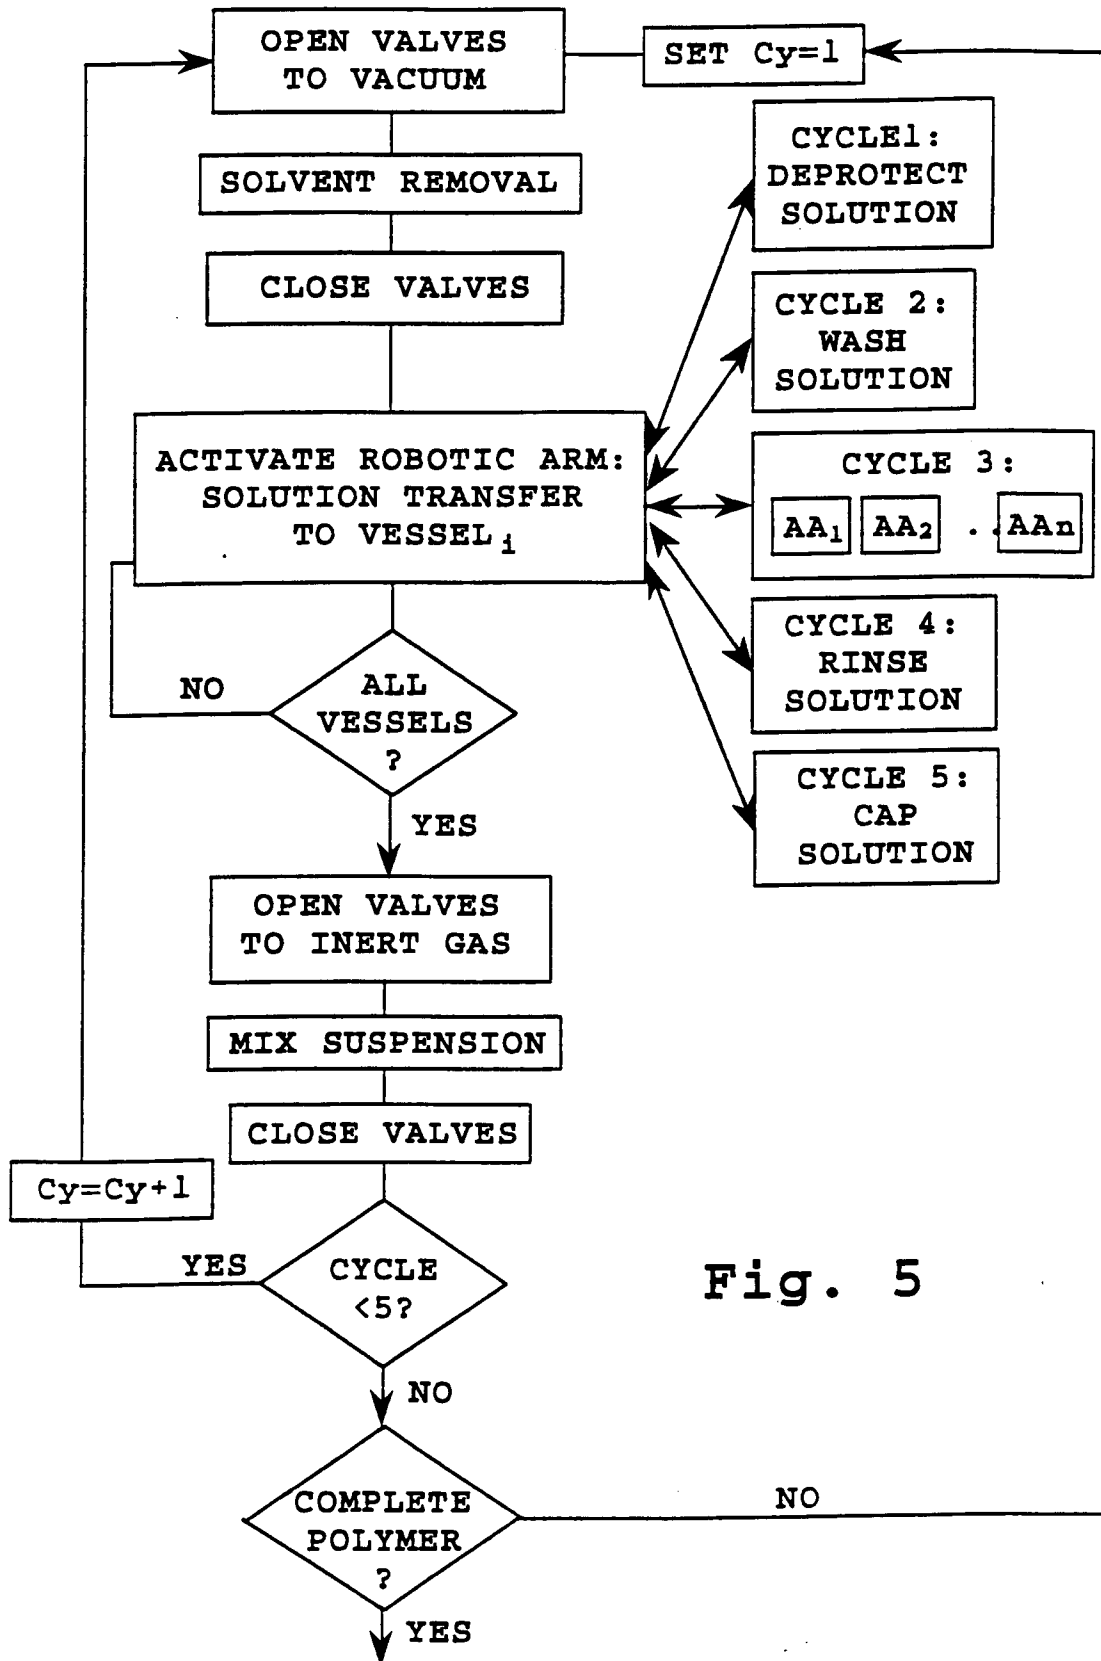 OPEN VALVES
TO VACUUM
SET Cy=1
SOLVENT REMOVAL
CLOSE VALVES
CYCLE1:
DEPROTECT
SOLUTION
CYCLE 2:
WASH
SOLUTION
ACTIVATE ROBOTIC ARM:
SOLUTION TRANSFER
TO VESSELi
CYCLE 3:
AA1 AA2 ..AAn
CYCLE 4:
RINSE
SOLUTION
NO
ALL
VESSELS
?
CYCLE 5:
CAP
SOLUTION
YES
OPEN VALVES
TO INERT GAS
MIX SUSPENSION
CLOSE VALVES
Cy=Cy+1
YES
CYCLE
<5?
Fig. 5
NO
COMPLETE
POLYMER
?
NO
YES